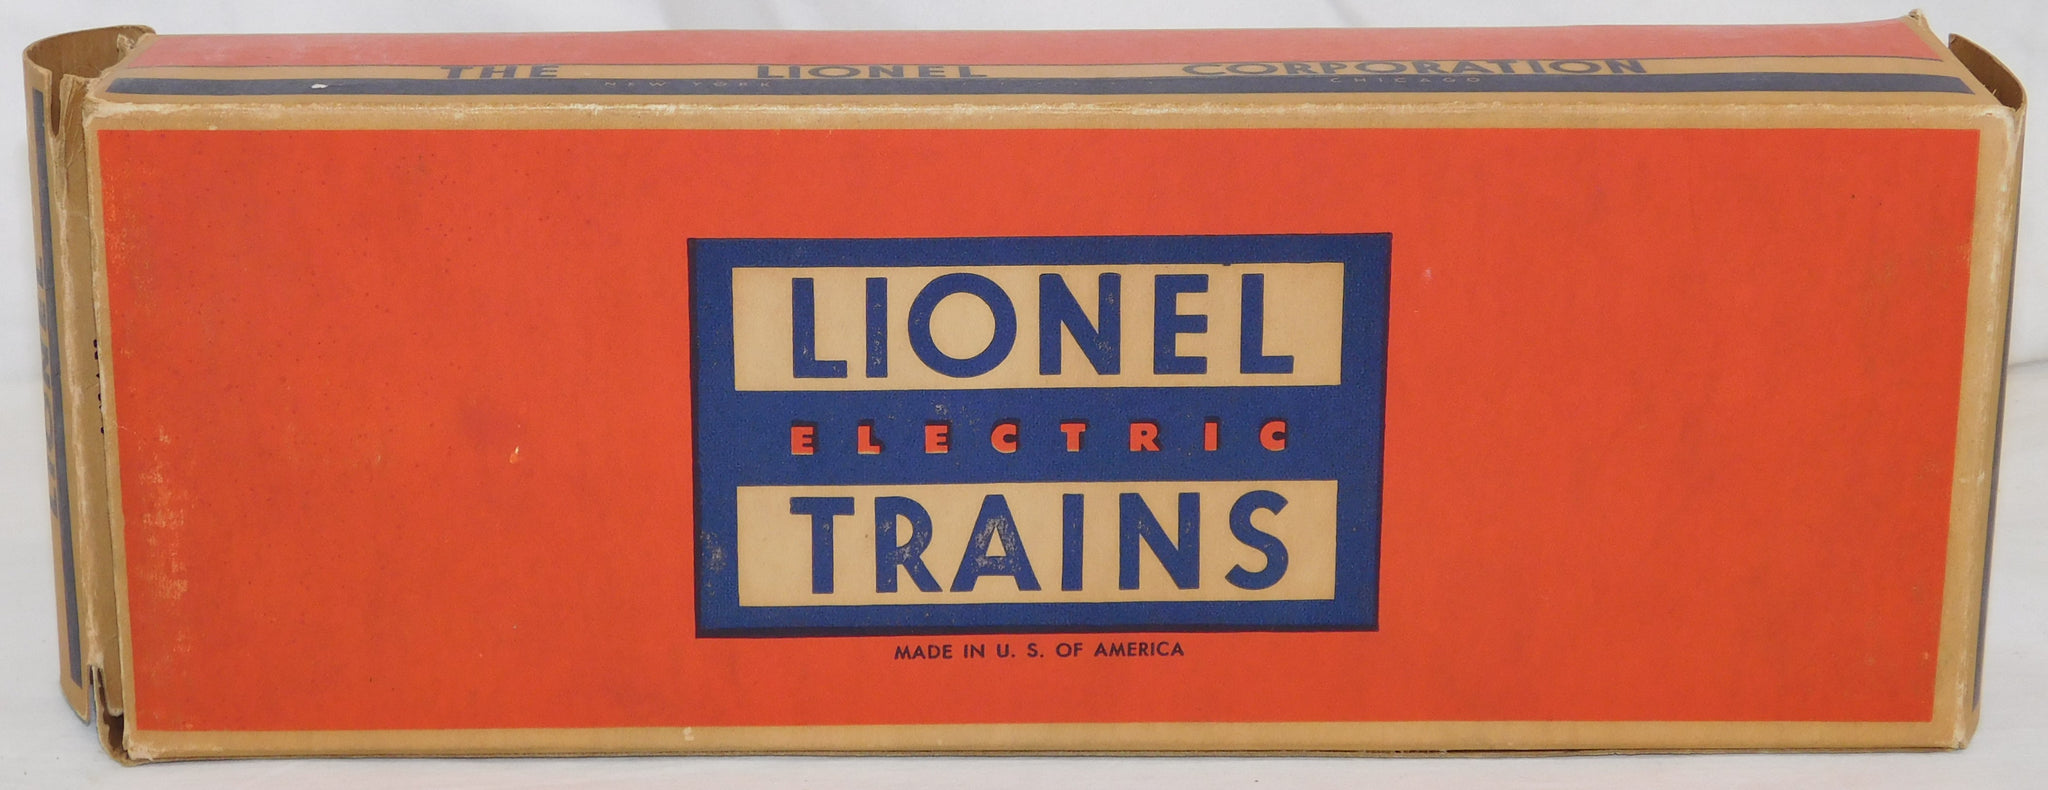 THE LIONEL CORPORATION
NEW YORK CHICAGO
LIONEL
ELECTRIC
TRAINS
MADE IN U. S. OF AMERICA